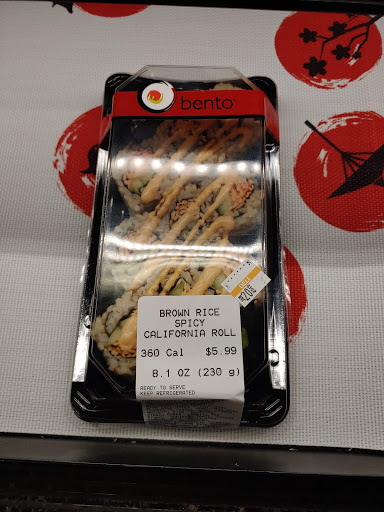 bento
BROWN RICE
SPICY
CALIFORNIA ROLL
360 Cal $5.99
8.1 OZ (230 g)
READY TO SERVE
KEEP REFRIGERATED